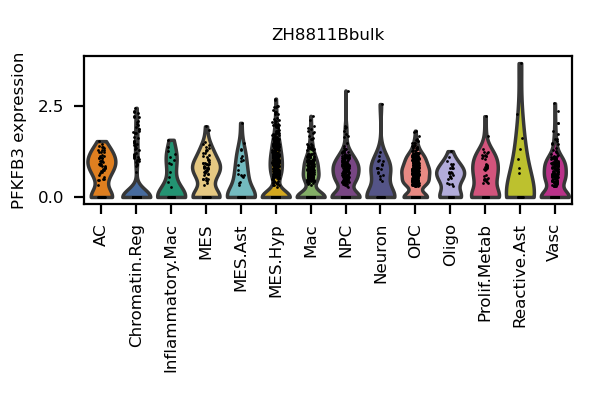 ZH8811Bbulk
PFKFB3 expression
2.5
0.0
AC
Chromatin.Reg
Inflammatory.Mac
MES
MES.Ast
MES.Hyp
Mac
NPC
Neuron
OPC
Oligo
Prolif.Metab
Reactive.Ast
Vasc